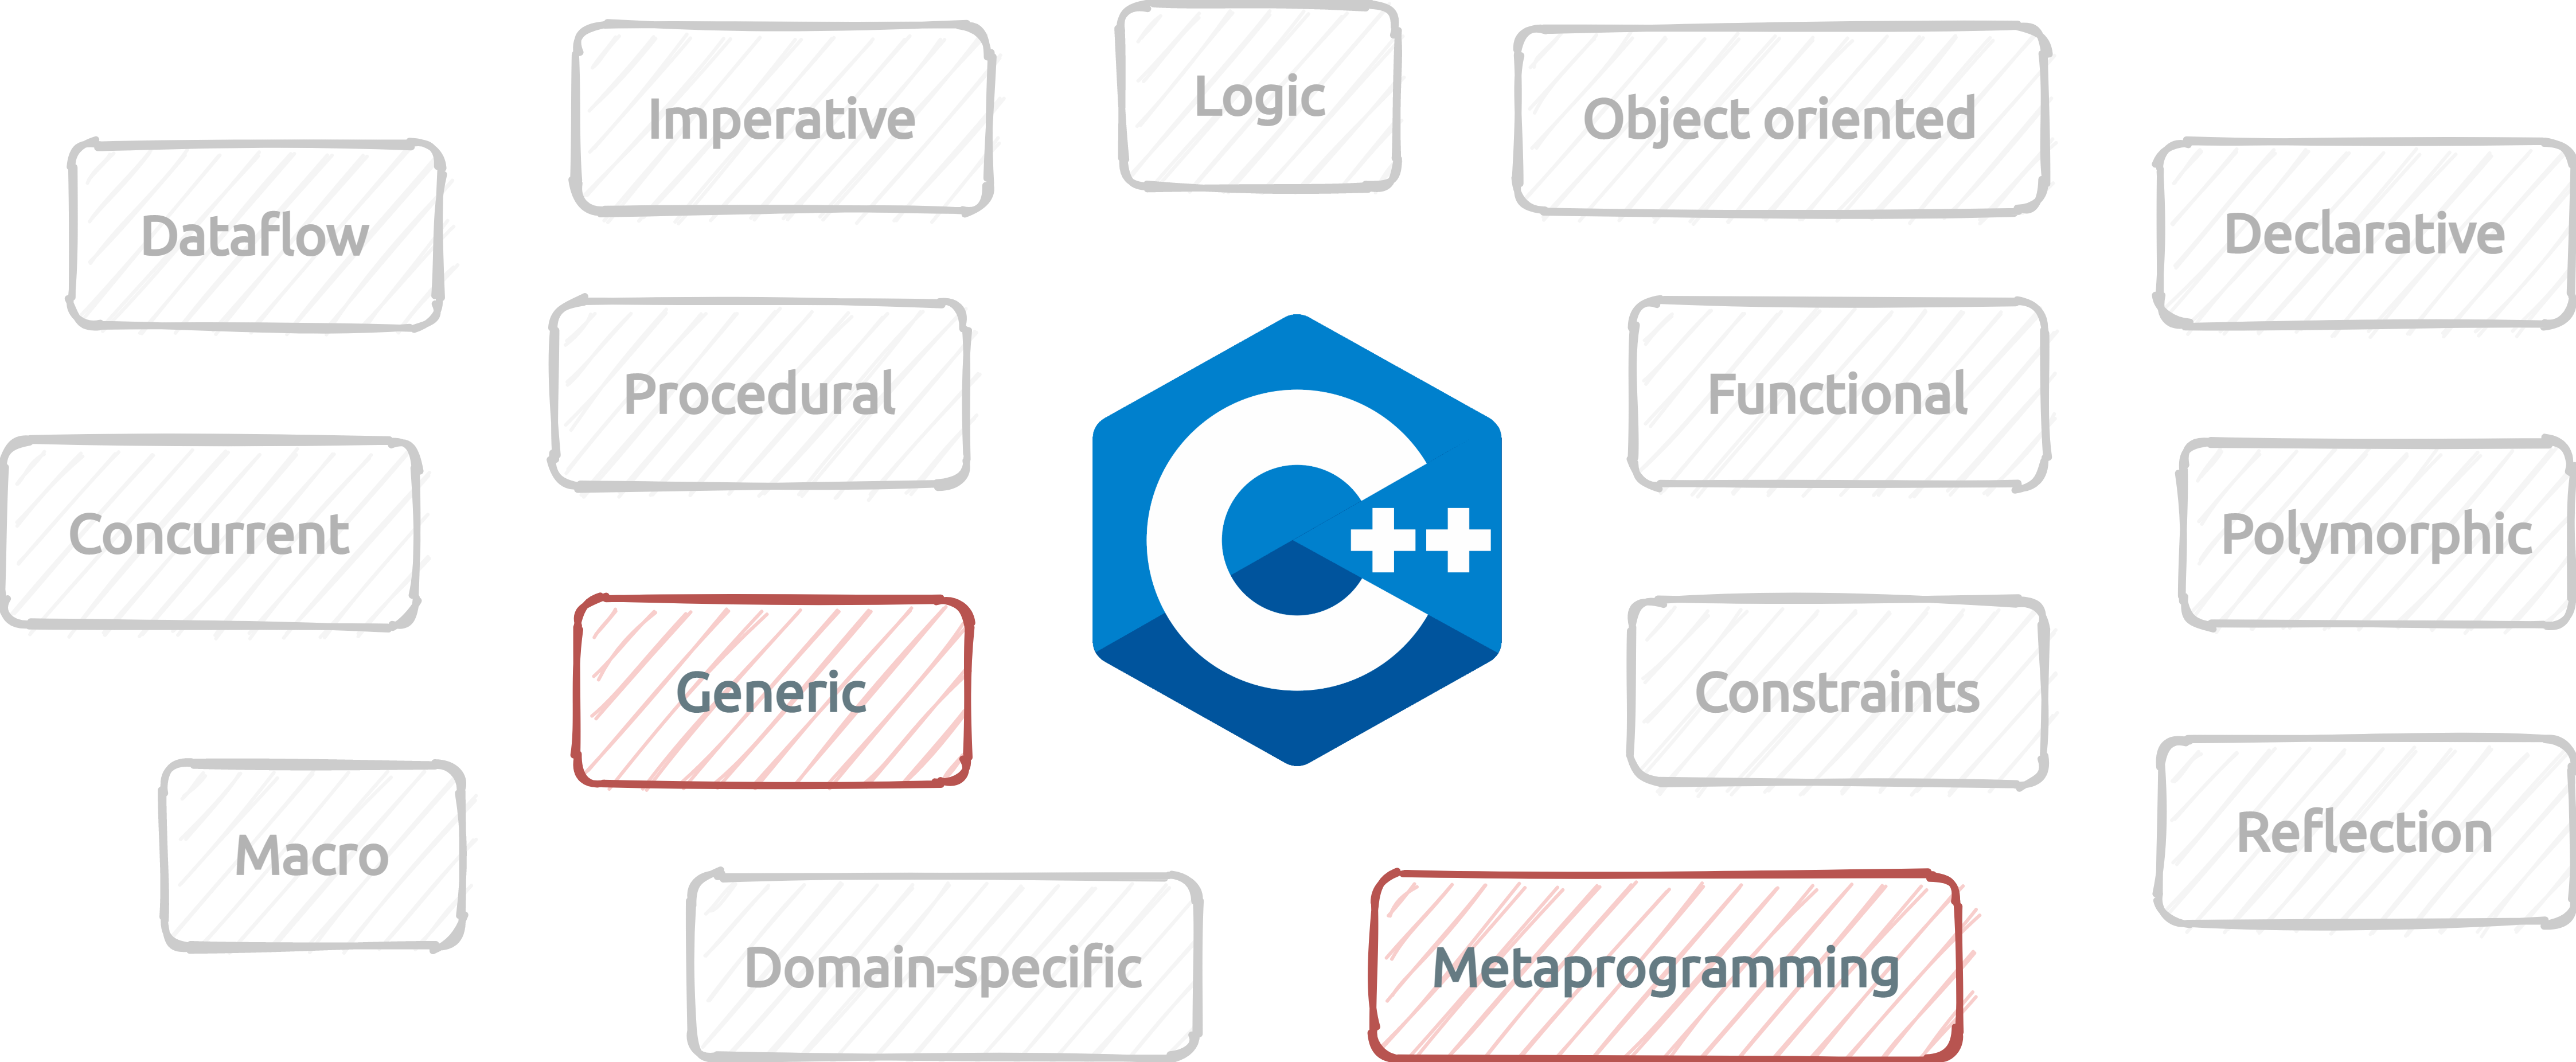 Logic
Imperative
Object oriented
Dataflow
Declarative
Procedural
Functional
Concurrent
C++
Polymorphic
Generic
Constraints
Macro
Reflection
Domain-specific
Metaprogramming